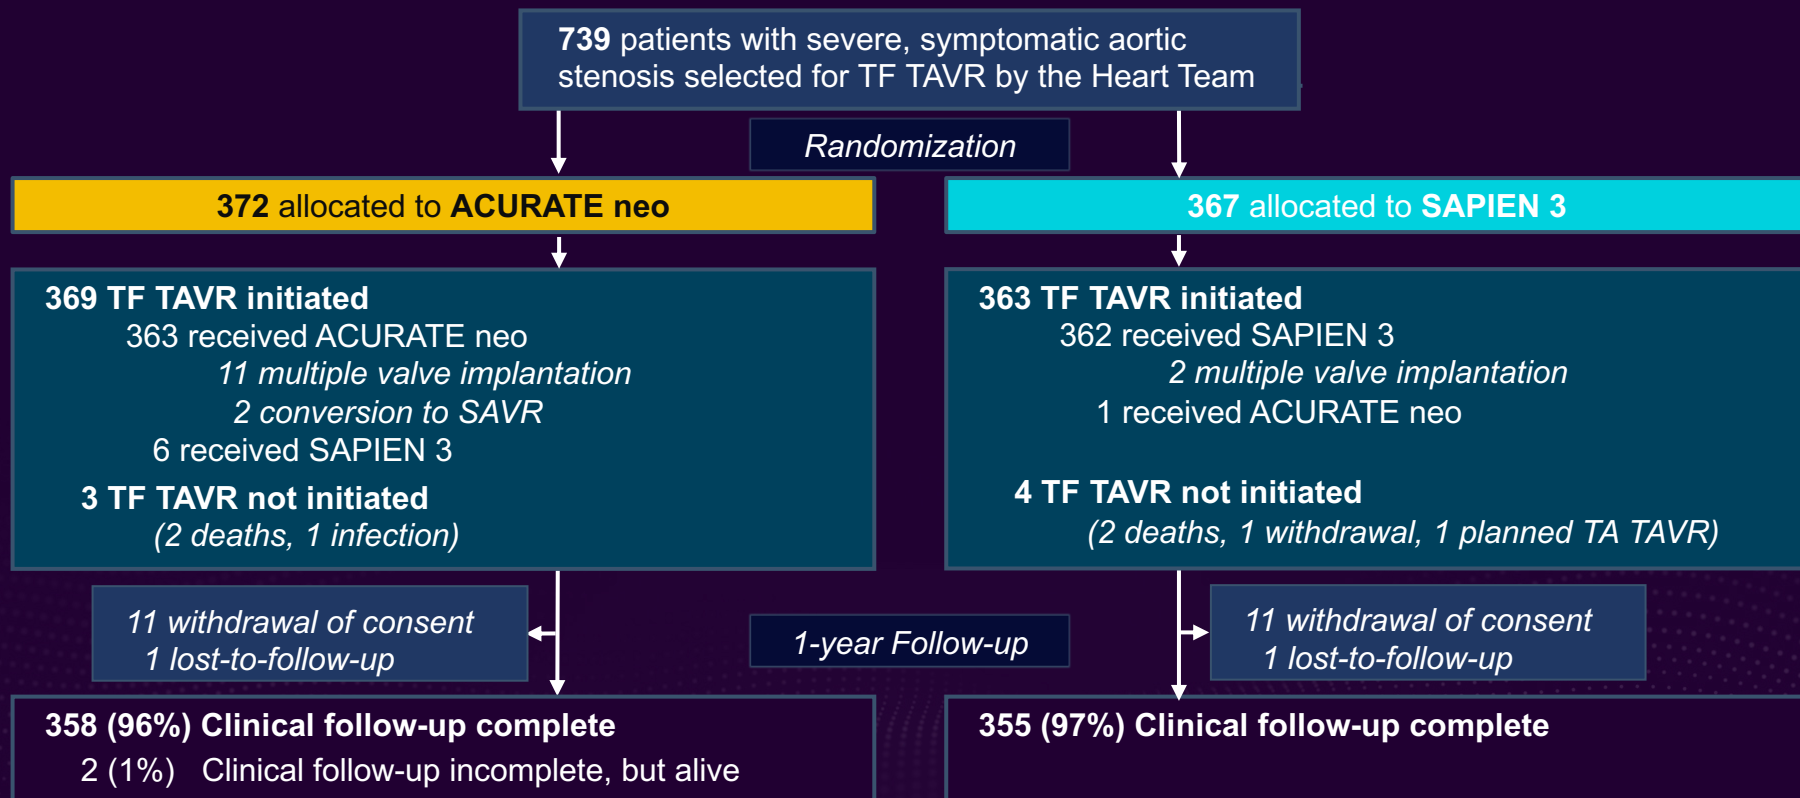 739 patients with severe, symptomatic aortic
stenosis selected for TF TAVR by the Heart Team
Randomization
372 allocated to ACURATE neo
367 allocated to SAPIEN 3
369 TF TAVR initiated
363 received ACURATE neo
11 multiple valve implantation
2 conversion to SAVR
6 received SAPIEN 3
3 TF TAVR not initiated
(2 deaths, 1 infection)
363 TF TAVR initiated
362 received SAPIEN 3
2 multiple valve implantation
1 received ACURATE neo
4 TF TAVR not initiated
(2 deaths, 1 withdrawal, 1 planned TA TAVR)
11 withdrawal of consent
1 lost-to-follow-up
1-year Follow-up
11 withdrawal of consent
1 lost-to-follow-up
358 (96%) Clinical follow-up complete
2 (1%) Clinical follow-up incomplete, but alive
355 (97%) Clinical follow-up complete